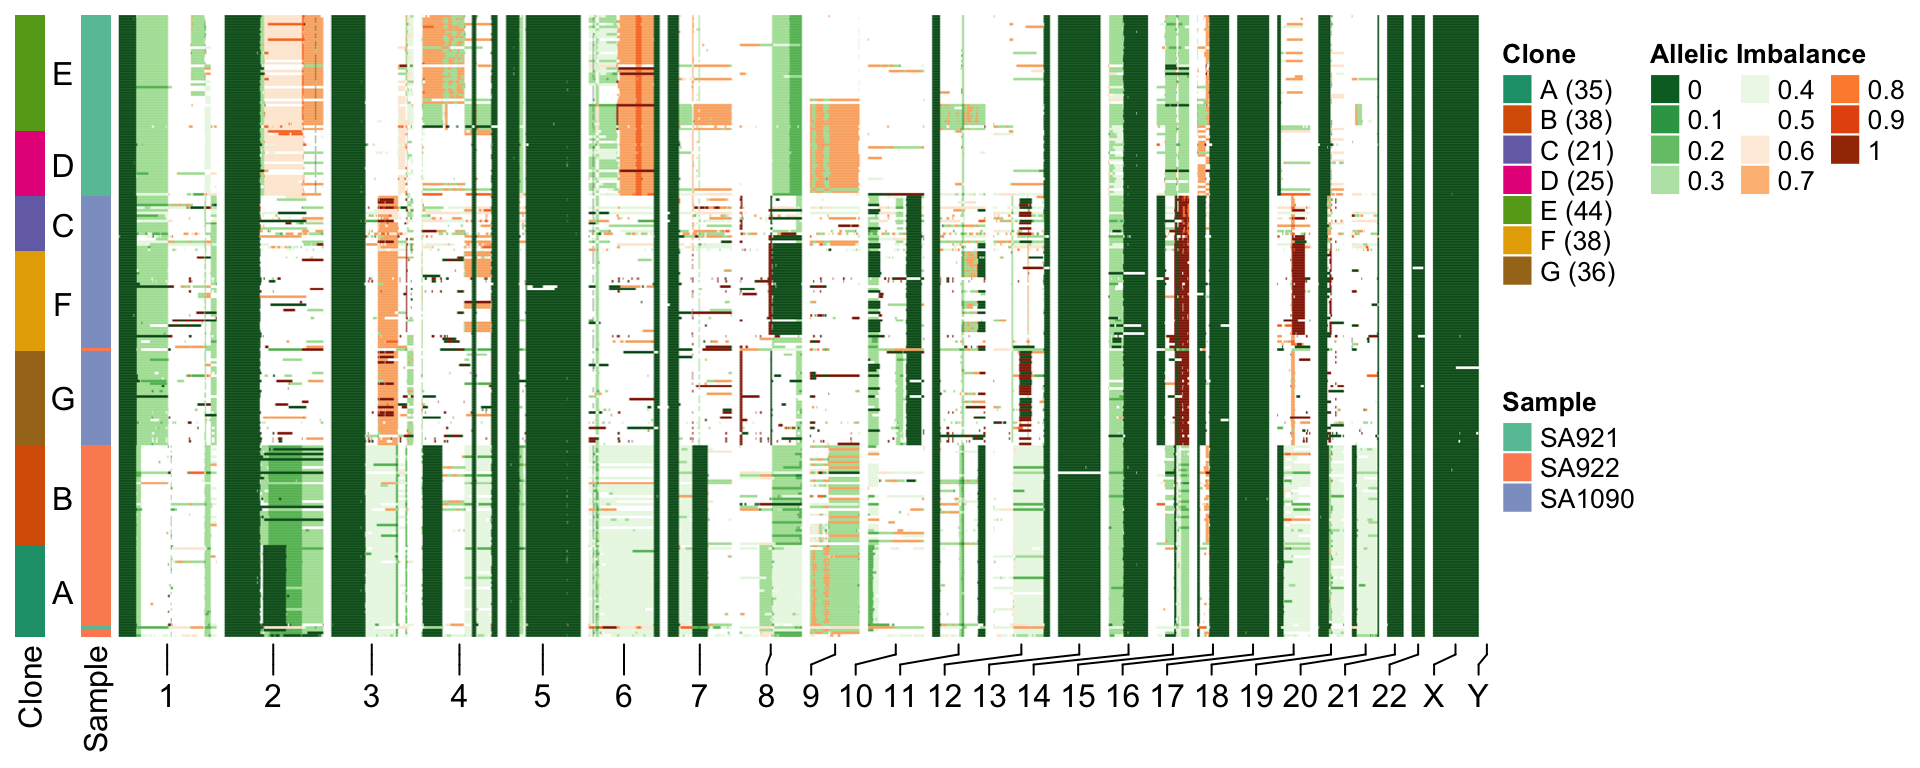 E
D
C
F
G
B
A
Clone
Sample
1
2
3
4
5
6
7
8
9
10
11
12
13
14
15
16
17
18
19
20
21
22
X
Y
Clone
A (35)
B (38)
C (21)
D (25)
E (44)
F (38)
G (36)
Allelic Imbalance
0
0.1
0.2
0.3
0.4
0.5
0.6
0.7
0.8
0.9
1
Sample
SA921
SA922
SA1090